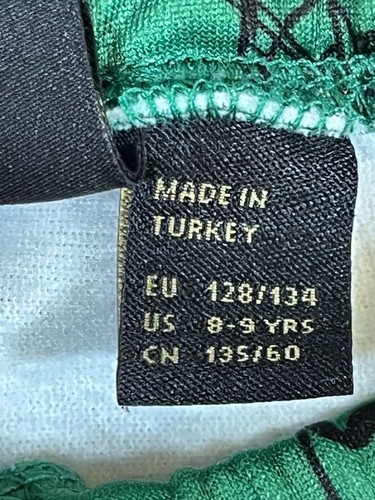 MADE IN
TURKEY
EU 128/134
US 8-9 YRS
CN 135/60